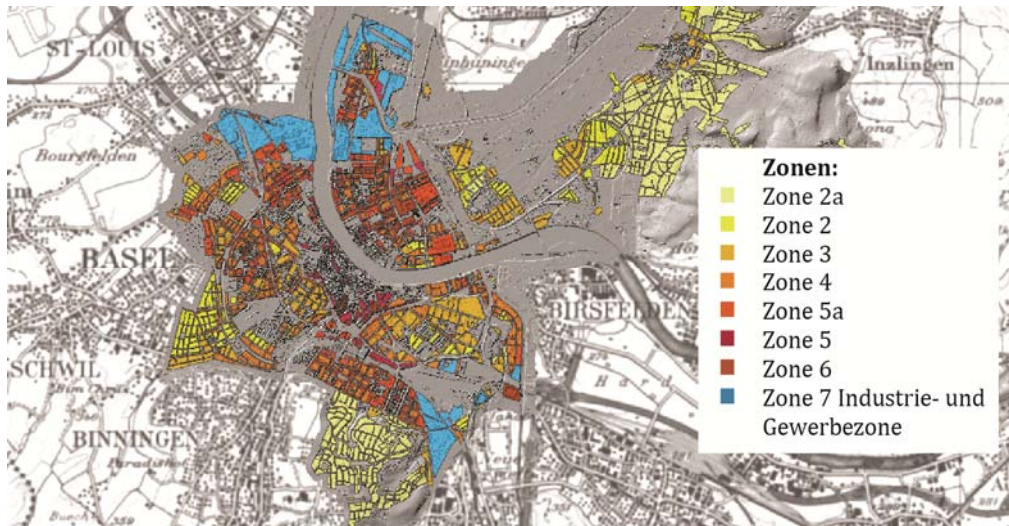 ST-LOUIS
Inzlingen
Bourgfelden
BASEL
BIRSFELDEN
SCHWIL
BINNINGEN
Hard
Zonen:
Zone 2a
Zone 2
Zone 3
Zone 4
Zone 5a
Zone 5
Zone 6
Zone 7 Industrie- und
Gewerbezone